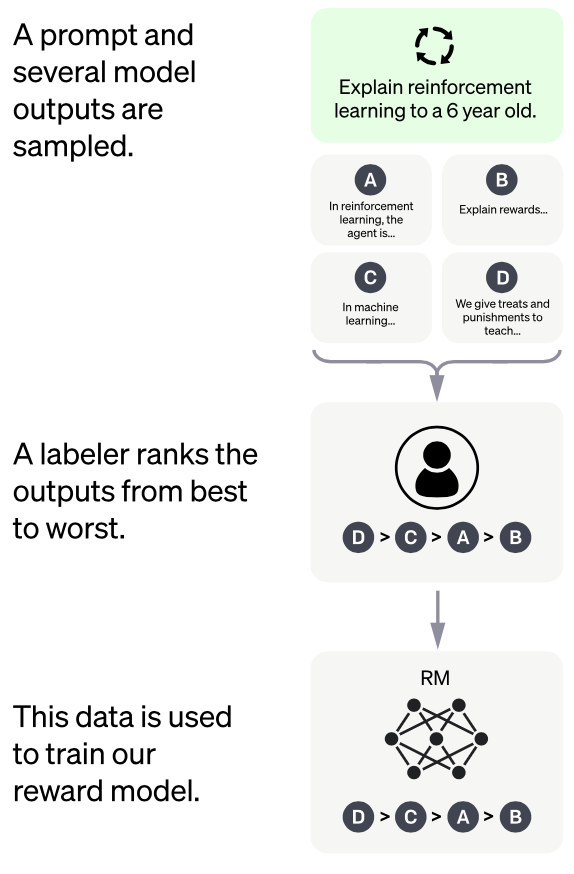 A prompt and
several model
outputs are
sampled.
Explain reinforcement
learning to a 6 year old.
A
In reinforcement
learning, the
agent is...
B
Explain rewards...
C
In machine
learning...
D
We give treats and
punishments to
teach...
A labeler ranks the
outputs from best
to worst.
D > C > A > B
This data is used
to train our
reward model.
RM
D > C > A > B